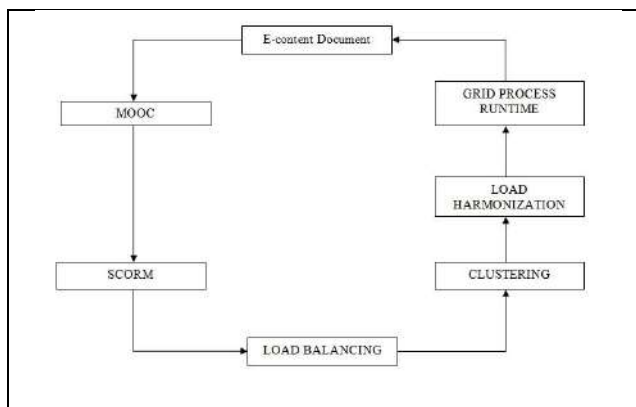 E-content Document
MOOC
GRID PROCESS
RUNTIME
LOAD
HARMONIZATION
SCORM
CLUSTERING
LOAD BALANCING